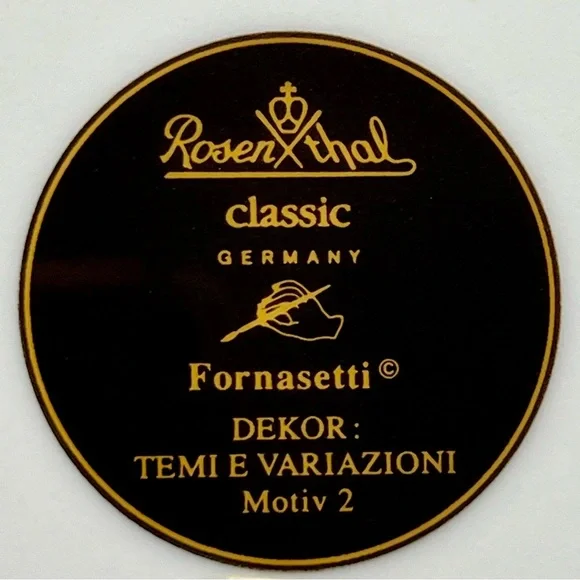 Rosenthal
classic
GERMANY
Fornasetti©
DEKOR:
TEMI E VARIAZIONI
Motiv 2